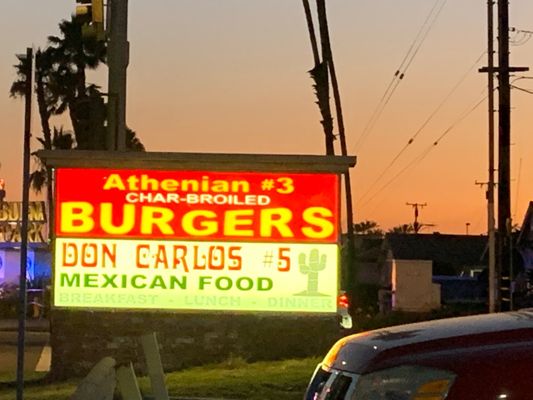 Athenian #3
CHAR-BROILED
BURGERS
DON CARLOS #5
MEXICAN FOOD
BREAKFAST - LUNCH - DINNER